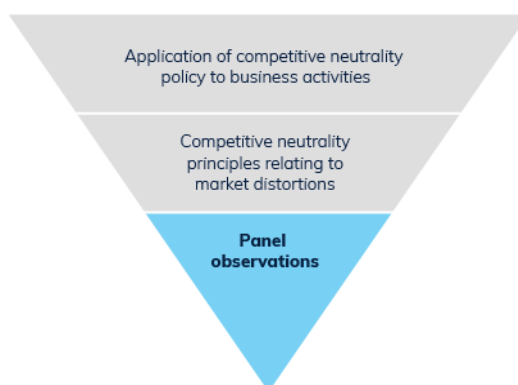 Application of competitive neutrality
policy to business activities
Competitive neutrality
principles relating to
market distortions
Panel
observations